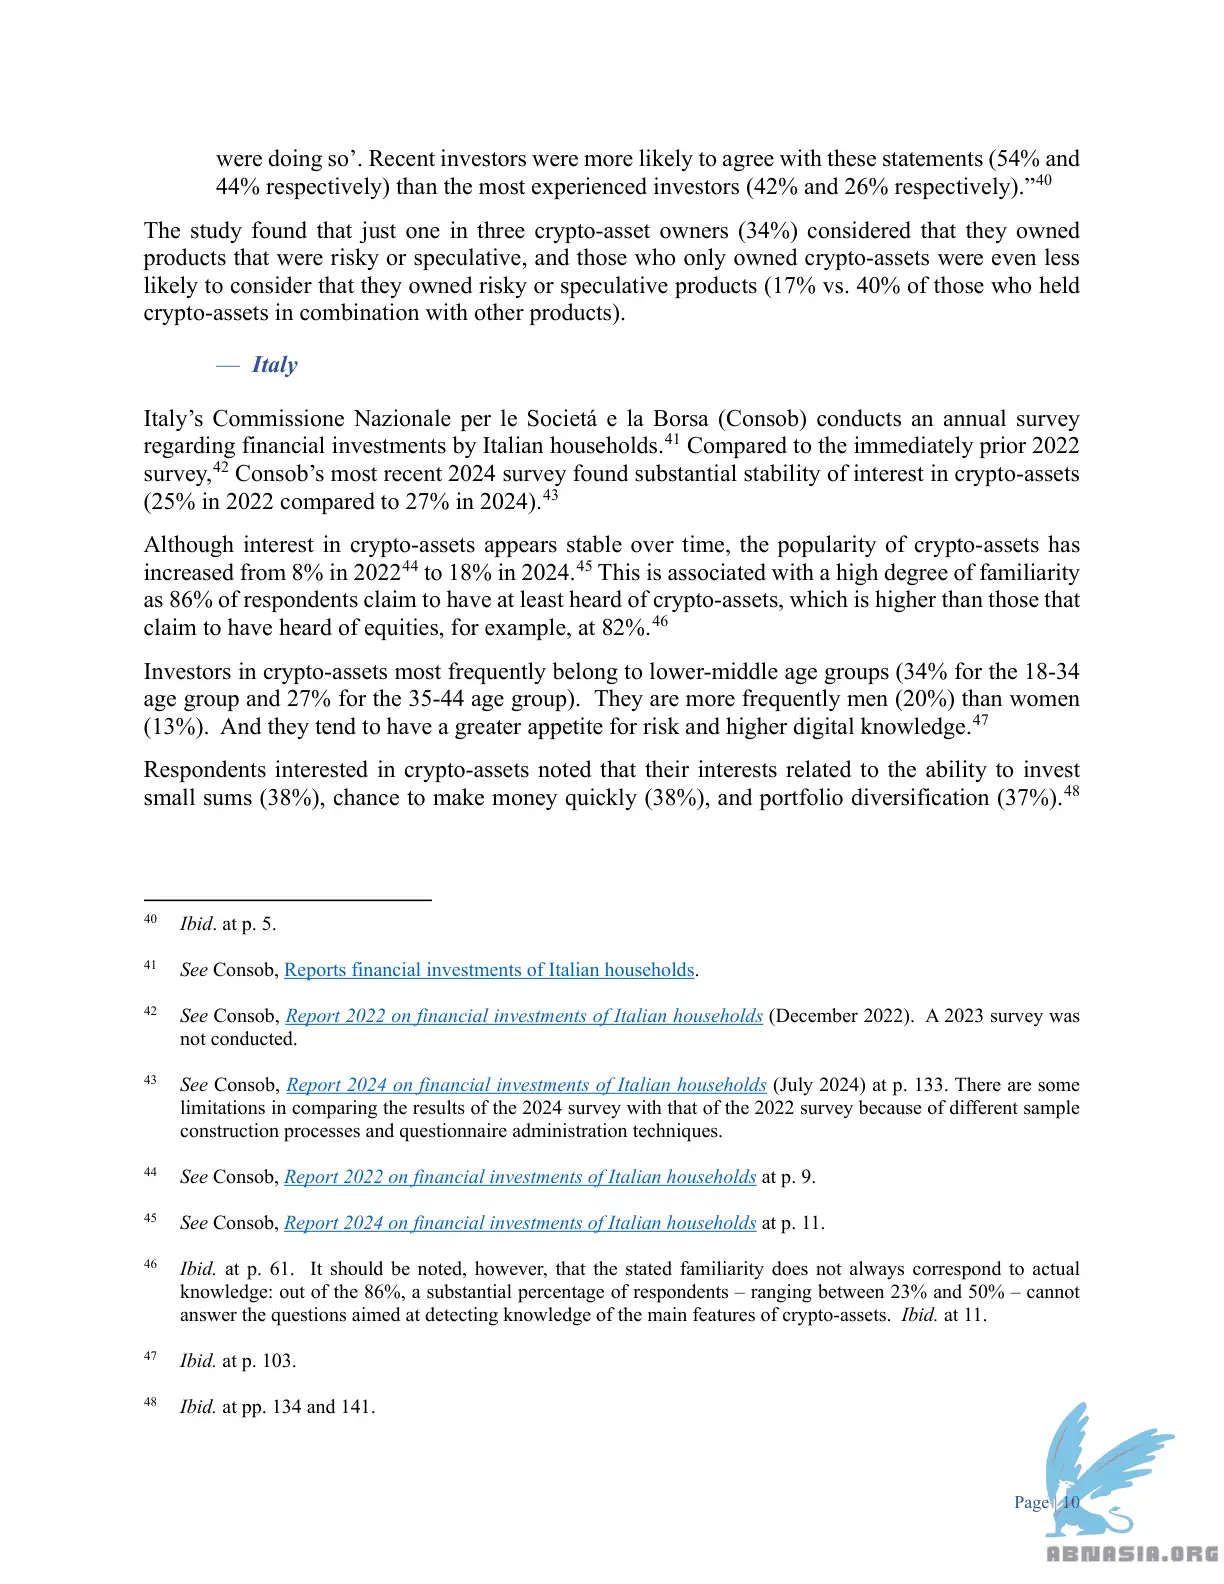 were doing so’. Recent investors were more likely to agree with these statements (54% and
44% respectively) than the most experienced investors (42% and 26% respectively).”40
The study found that just one in three crypto-asset owners (34%) considered that they owned
products that were risky or speculative, and those who only owned crypto-assets were even less
likely to consider that they owned risky or speculative products (17% vs. 40% of those who held
crypto-assets in combination with other products).
— Italy
Italy’s Commissione Nazionale per le Societá e la Borsa (Consob) conducts an annual survey
regarding financial investments by Italian households.41 Compared to the immediately prior 2022
survey,42 Consob’s most recent 2024 survey found substantial stability of interest in crypto-assets
(25% in 2022 compared to 27% in 2024).43
Although interest in crypto-assets appears stable over time, the popularity of crypto-assets has
increased from 8% in 202244 to 18% in 2024.45 This is associated with a high degree of familiarity
as 86% of respondents claim to have at least heard of crypto-assets, which is higher than those that
claim to have heard of equities, for example, at 82%.46
Investors in crypto-assets most frequently belong to lower-middle age groups (34% for the 18-34
age group and 27% for the 35-44 age group).  They are more frequently men (20%) than women
(13%).  And they tend to have a greater appetite for risk and higher digital knowledge.47
Respondents interested in crypto-assets noted that their interests related to the ability to invest
small sums (38%), chance to make money quickly (38%), and portfolio diversification (37%).48
40 Ibid. at p. 5.
41 See Consob, Reports financial investments of Italian households.
42 See Consob, Report 2022 on financial investments of Italian households (December 2022).  A 2023 survey was
not conducted.
43 See Consob, Report 2024 on financial investments of Italian households (July 2024) at p. 133. There are some
limitations in comparing the results of the 2024 survey with that of the 2022 survey because of different sample
construction processes and questionnaire administration techniques.
44 See Consob, Report 2022 on financial investments of Italian households at p. 9.
45 See Consob, Report 2024 on financial investments of Italian households at p. 11.
46 Ibid. at p. 61.  It should be noted, however, that the stated familiarity does not always correspond to actual
knowledge: out of the 86%, a substantial percentage of respondents – ranging between 23% and 50% – cannot
answer the questions aimed at detecting knowledge of the main features of crypto-assets.  Ibid. at 11.
47 Ibid. at p. 103.
48 Ibid. at pp. 134 and 141.
Page | 10
ABNASIA.ORG